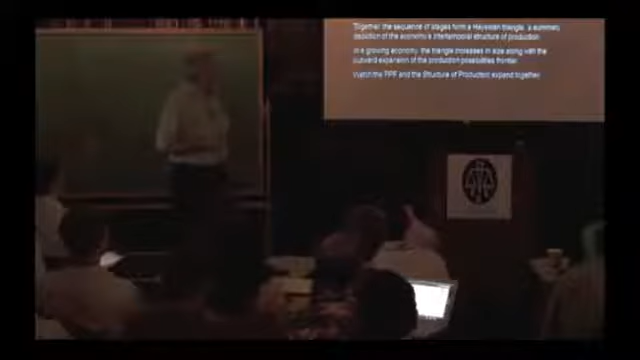 Together, the sequence of stages form a Hayekian triangle, a summary
depiction of the economy's intertemporal structure of production.
In a growing economy, the triangle increases in size along with the
outward expansion of the production possibilities frontier.
Watch the PPF and the Structure of Production expand together.